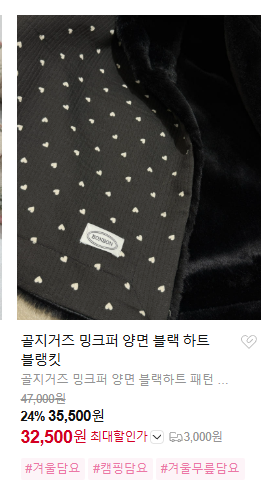 골지거즈 밍크퍼 양면 블랙 하트
블랭킷
골지거즈 밍크퍼 양면 블랙하트 패턴 ...
47,000원
24% 35,500원
32,500원 최대할인가
3,000원
#겨울담요 #캠핑담요 #겨울무릎담요